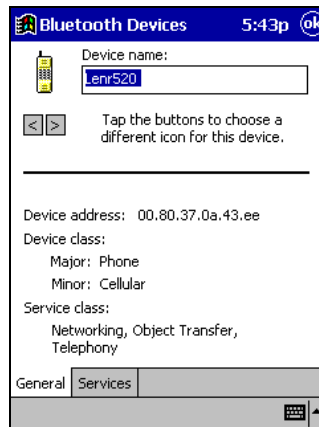 Bluetooth Devices 5:43p ok
Device name:
Lenr520
< > Tap the buttons to choose a
different icon for this device.
Device address: 00.80.37.0a.43.ee
Device class:
Major: Phone
Minor: Cellular
Service class:
Networking, Object Transfer,
Telephony
General Services